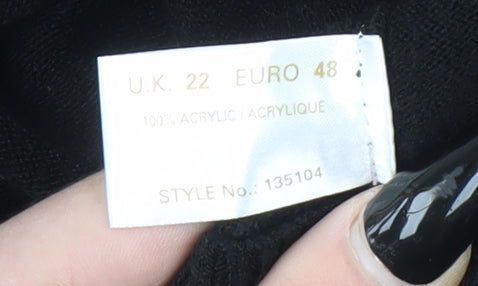 U.K. 22 EURO 48
100% ACRYLIC / ACRYLIQUE
STYLE No.: 135104